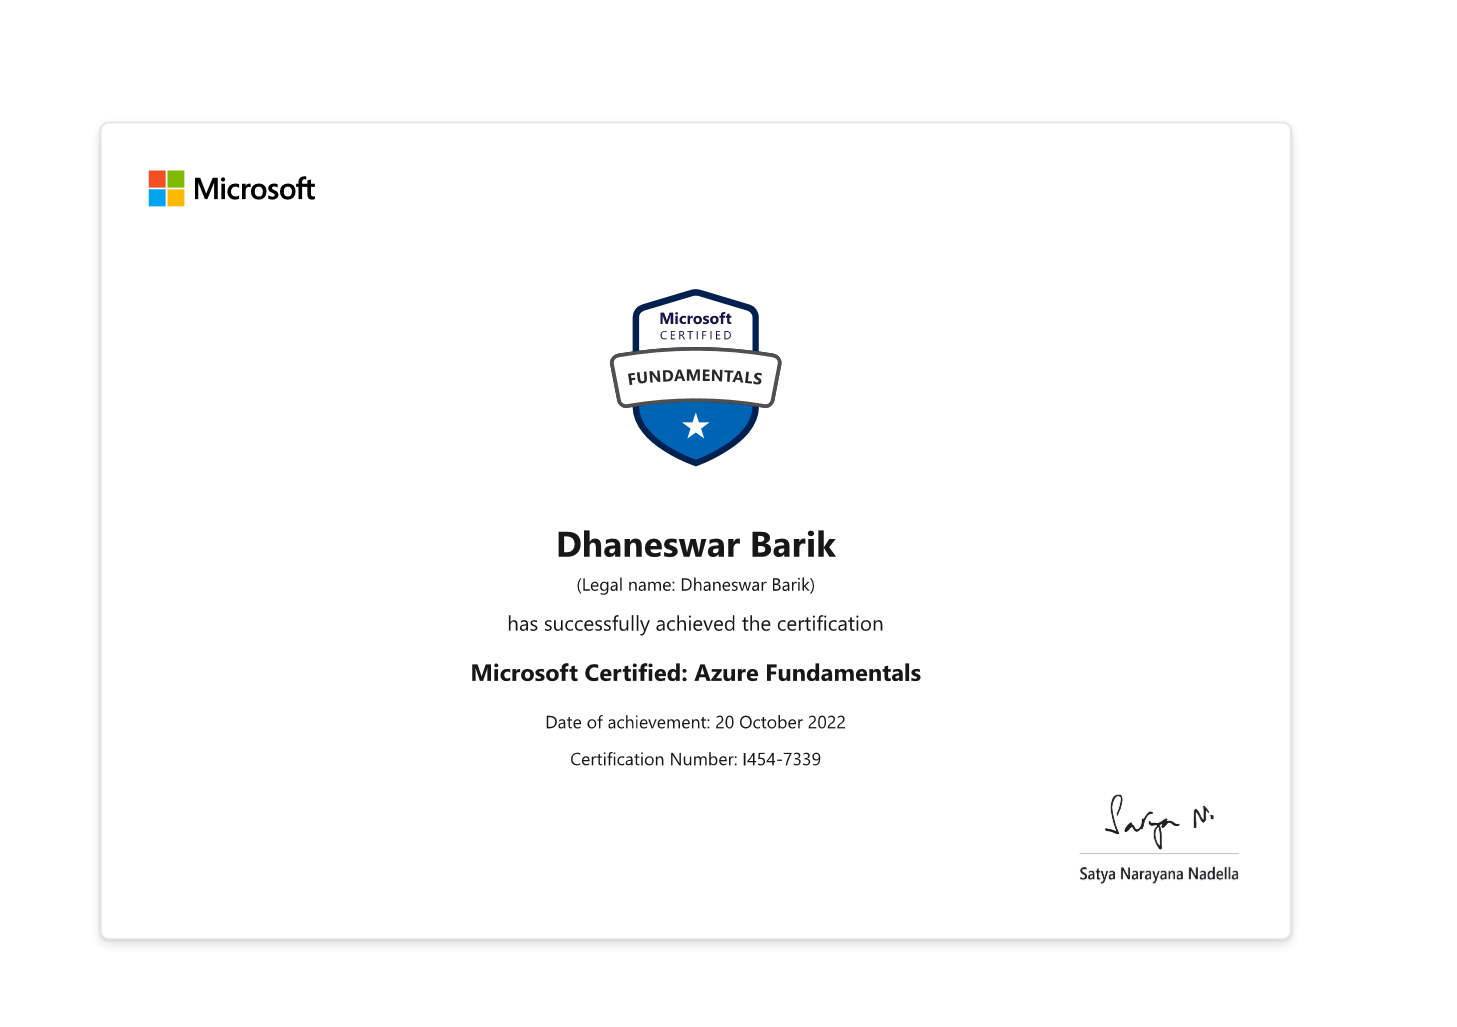 Microsoft
Microsoft
CERTIFIED
FUNDAMENTALS
Dhaneswar Barik
(Legal name: Dhaneswar Barik)
has successfully achieved the certification
Microsoft Certified: Azure Fundamentals
Date of achievement: 20 October 2022
Certification Number: I454-7339
Satya N.
Satya Narayana Nadella